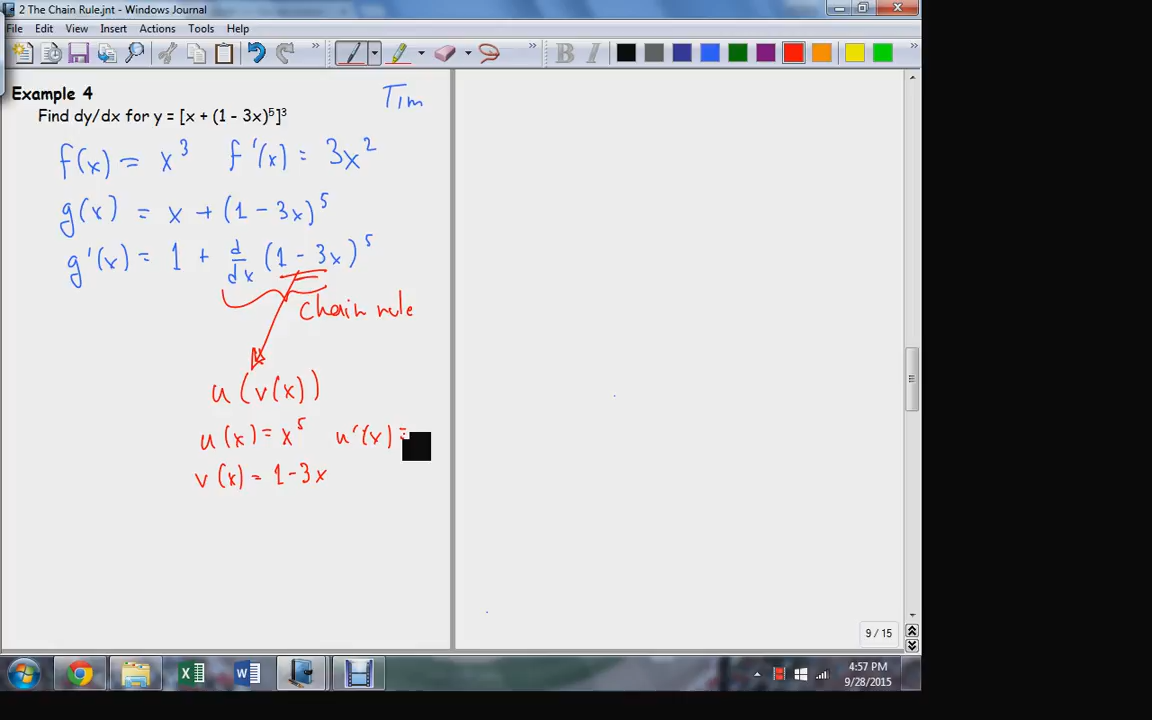 2 The Chain Rule.jnt - Windows Journal
File Edit View Insert Actions Tools Help
Example 4
Tim
Find dy/dx for y = [x + (1 - 3x)⁵]³
f(x) = x³ f'(x) = 3x²
g(x) = x + (1 - 3x)⁵
g'(x) = 1 + d/dx (1 - 3x)⁵
Chain rule
u(v(x))
u(x) = x⁵ u'(x) =
v(x) = 1-3x
9 / 15
4:57 PM
9/28/2015